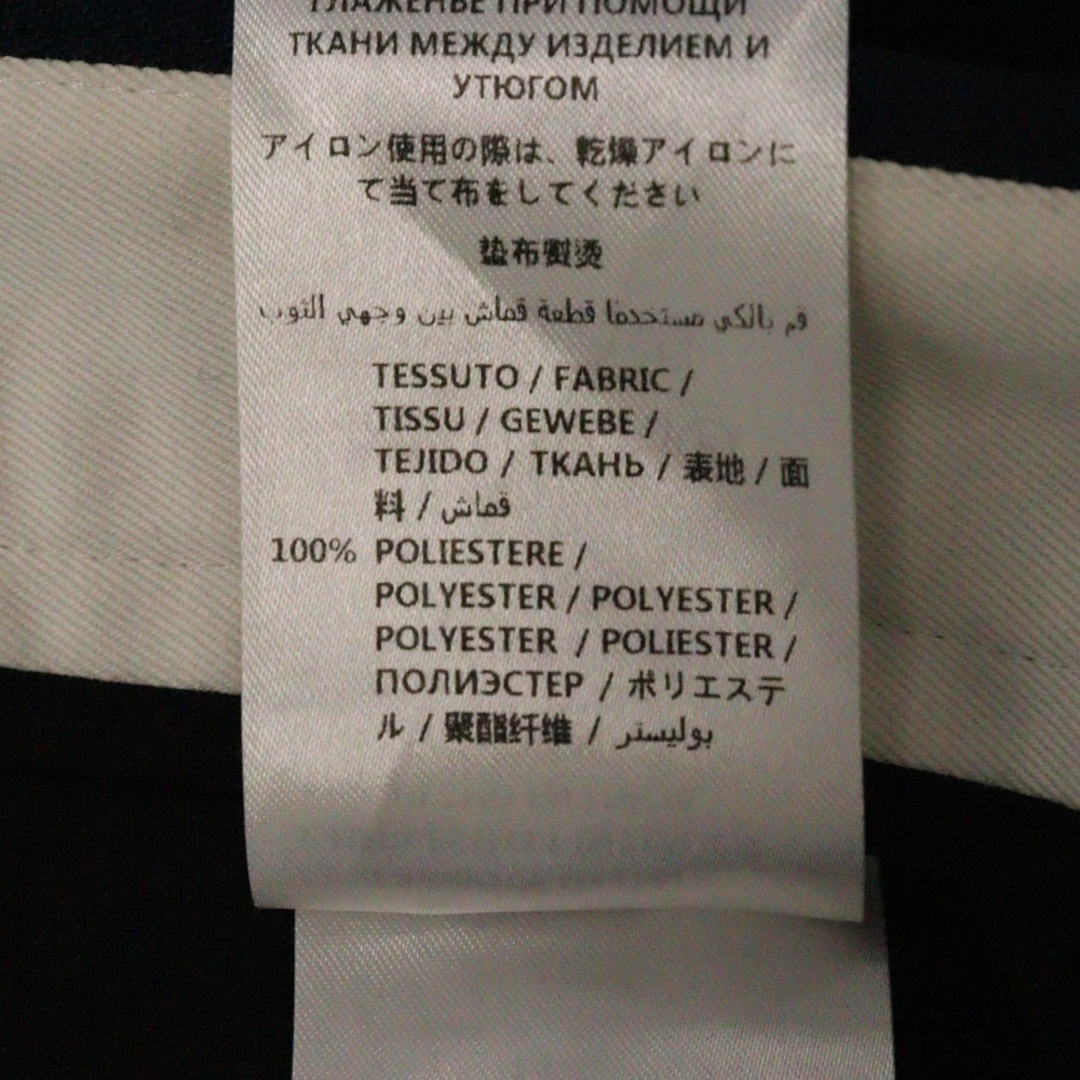 ГЛАЖЕНЬЕ ПРИ ПОМОЩИ
ТКАНИ МЕЖДУ ИЗДЕЛИЕМ И
УТЮГОМ
アイロン使用の際は、乾燥アイロンに
て当て布をしてください
垫布熨烫
قم بالكي مستخدما قطعة قماش بين وجهي الثوب
TESSUTO / FABRIC /
TISSU / GEWEBE /
TEJIDO / ТКАНЬ / 表地 / 面
料 / قماش
100% POLIESTERE /
POLYESTER / POLYESTER /
POLYESTER / POLIESTER /
ПОЛИЭСТЕР / ポリエステ
ル / 聚酯纤维 / بوليستر